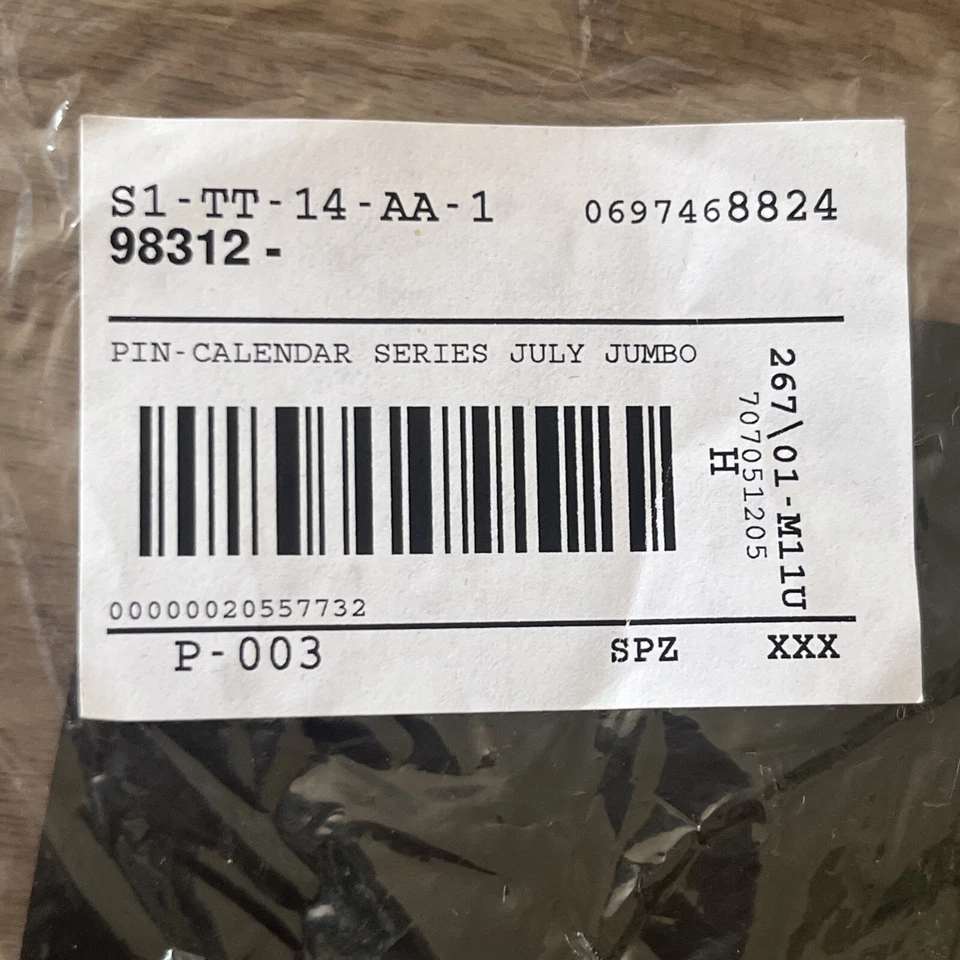 S1-TT-14-AA-1 0697468824
98312-
PIN-CALENDAR SERIES JULY JUMBO
267\01-M11U
707051205
H
00000020557732
P-003 SPZ XXX